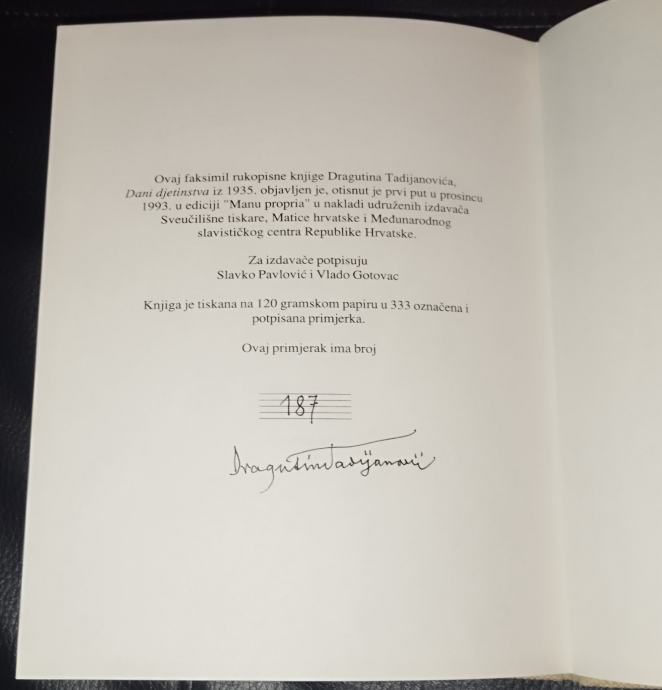 Ovaj faksimil rukopisne knjige Dragutina Tadijanovića,
Dani djetinstva iz 1935. objavljen je, otisnut je prvi put u prosincu
1993. u ediciji "Manu propria" u nakladi udruženih izdavača
Sveučilišne tiskare, Matice hrvatske i Međunarodnog
slavističkog centra Republike Hrvatske.
Za izdavače potpisuju
Slavko Pavlović i Vlado Gotovac
Knjiga je tiskana na 120 gramskom papiru u 333 označena i
potpisana primjerka.
Ovaj primjerak ima broj
187
Dragutin Tadijanović